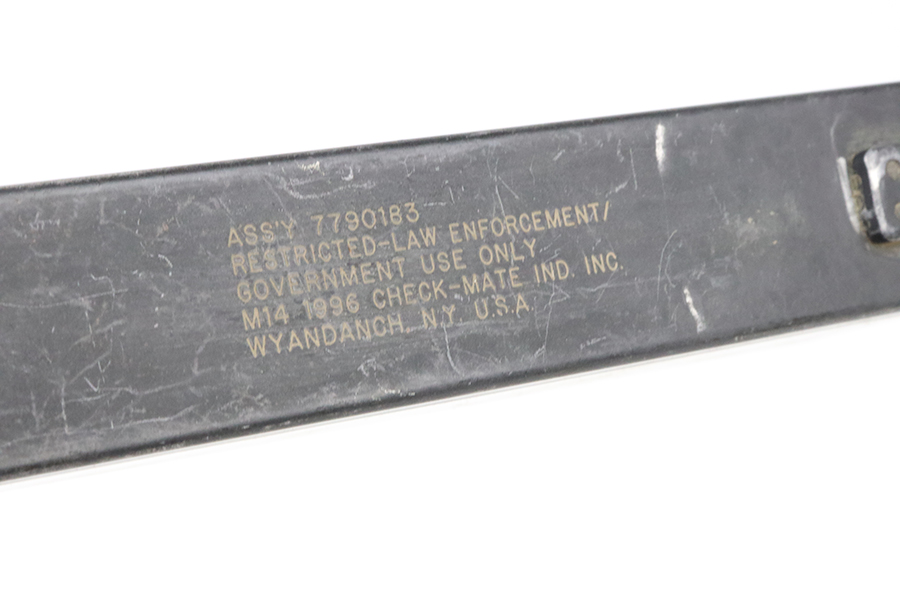 ASS'Y 7790183
RESTRICTED-LAW ENFORCEMENT/
GOVERNMENT USE ONLY
M14 1996 CHECK-MATE IND. INC.
WYANDANCH, N.Y. U.S.A.